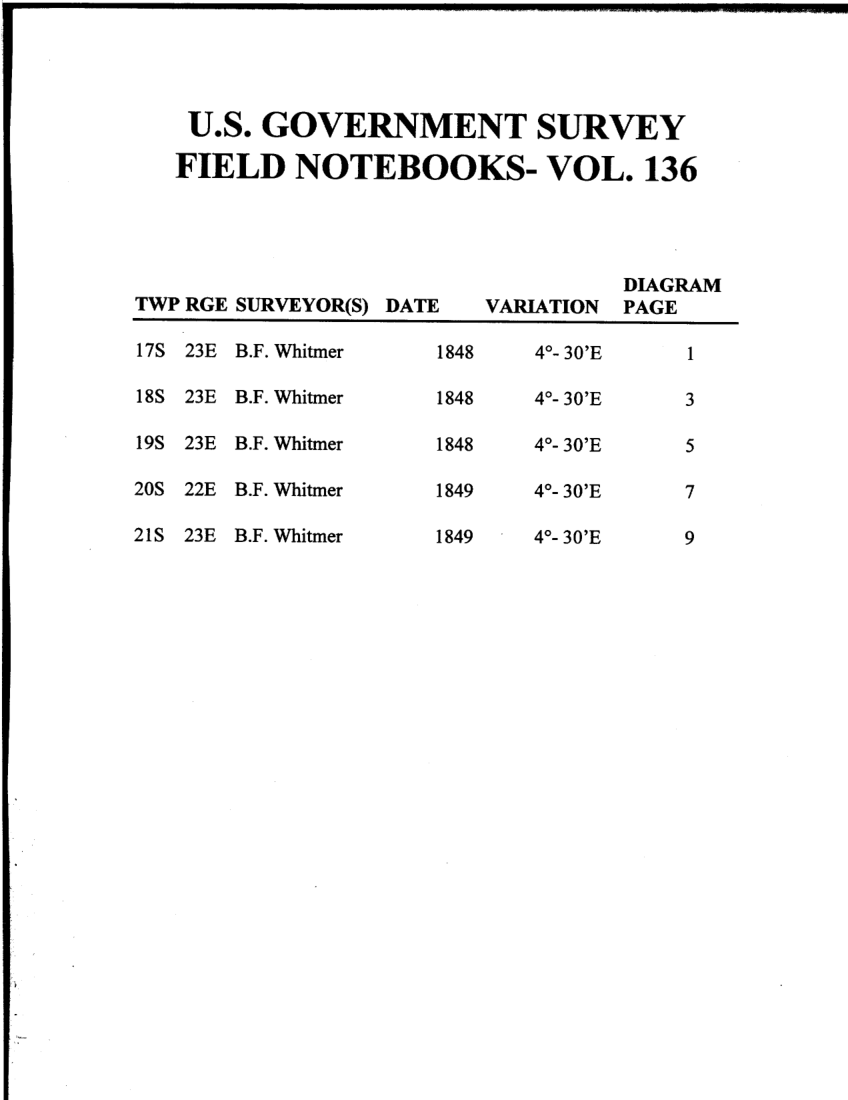 U.S. GOVERNMENT SURVEY
FIELD NOTEBOOKS- VOL. 136
DIAGRAM
TWP RGE SURVEYOR(S) DATE VARIATION PAGE
17S 23E B.F. Whitmer 1848 4°- 30'E 1
18S 23E B.F. Whitmer 1848 4°- 30'E 3
19S 23E B.F. Whitmer 1848 4°- 30'E 5
20S 22E B.F. Whitmer 1849 4°- 30'E 7
21S 23E B.F. Whitmer 1849 4°- 30'E 9